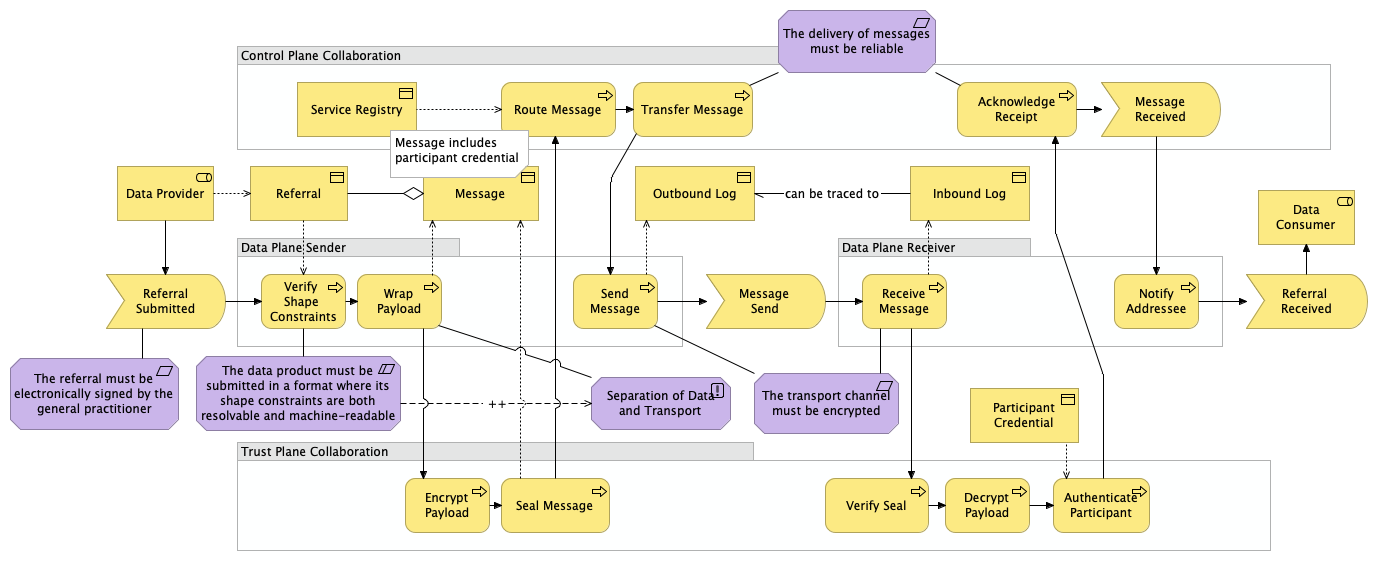 The delivery of messages
must be reliable
Control Plane Collaboration
Service Registry
Route Message
Transfer Message
Acknowledge
Receipt
Message
Received
Message includes
participant credential
Data Provider
Referral
Message
Outbound Log
can be traced to
Inbound Log
Data
Consumer
Data Plane Sender
Data Plane Receiver
Referral
Submitted
Verify
Shape
Constraints
Wrap
Payload
Send
Message
Message
Send
Receive
Message
Notify
Addressee
Referral
Received
The referral must be
electronically signed by the
general practitioner
The data product must be
submitted in a format where its
shape constraints are both
resolvable and machine-readable
++
Separation of Data
and Transport
The transport channel
must be encrypted
Participant
Credential
Trust Plane Collaboration
Encrypt
Payload
Seal Message
Verify Seal
Decrypt
Payload
Authenticate
Participant